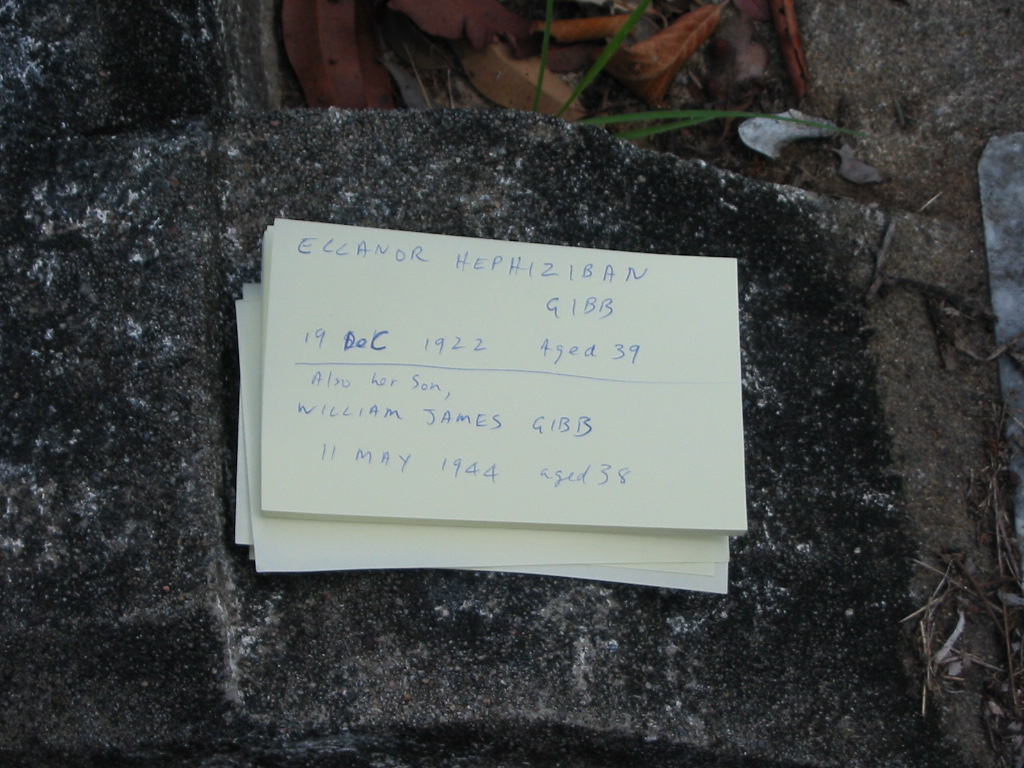 ELLANOR HEPHIZIBAN
GIBB
19 DeC 1922 Aged 39
Also her Son,
WILLIAM JAMES GIBB
11 MAY 1944 aged 38